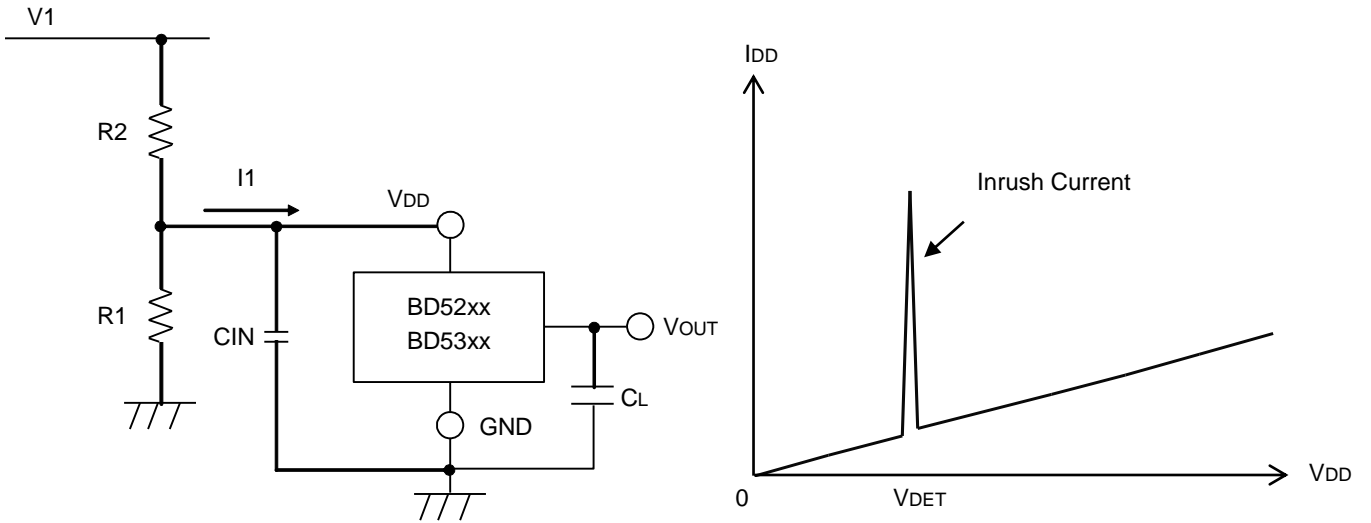 V1
R2
I1
VDD
R1
CIN
BD52xx
BD53xx
VOUT
CL
GND
IDD
Inrush Current
0
VDET
VDD